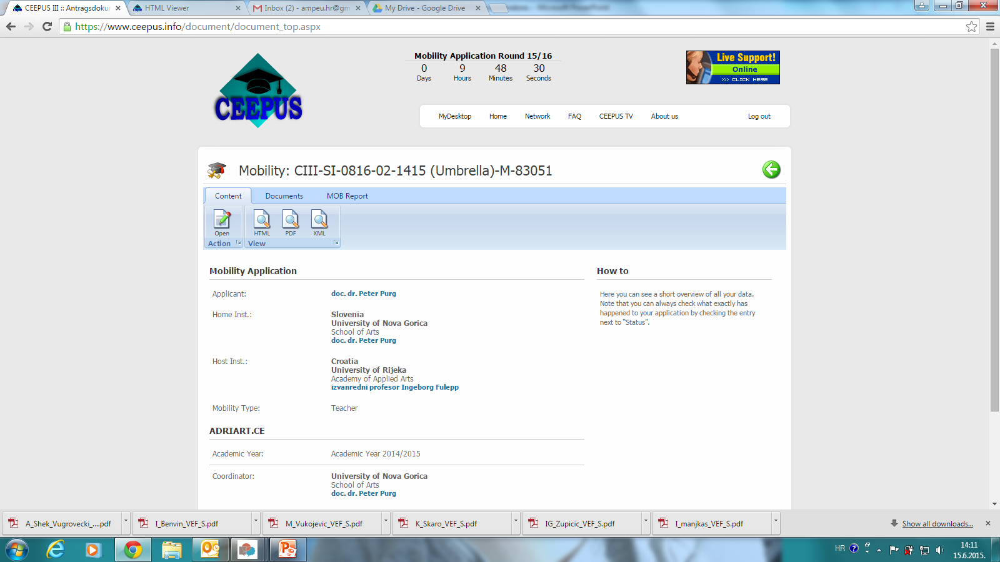 CEEPUS III :: Antragsdokur
HTML Viewer
Inbox (2) - ampeu.hr@gm
My Drive - Google Drive
https://www.ceepus.info/document/document_top.aspx
CEEPUS
Mobility Application Round 15/16
0 9 48 30
Days Hours Minutes Seconds
Live Support!
Online
>>> CLICK HERE
MyDesktop Home Network FAQ CEEPUS TV About us Log out
Mobility: CIII-SI-0816-02-1415 (Umbrella)-M-83051
Content Documents MOB Report
Open HTML PDF XML
Action View
Mobility Application
Applicant: doc. dr. Peter Purg
Home Inst.: Slovenia
University of Nova Gorica
School of Arts
doc. dr. Peter Purg
Host Inst.: Croatia
University of Rijeka
Academy of Applied Arts
izvanredni profesor Ingeborg Fulepp
Mobility Type: Teacher
ADRIART.CE
Academic Year: Academic Year 2014/2015
Coordinator: University of Nova Gorica
School of Arts
doc. dr. Peter Purg
How to
Here you can see a short overview of all your data.
Note that you can always check what exactly has
happened to your application by checking the entry
next to “Status”.
A_Shek_Vugrovecki_....pdf
I_Benvin_VEF_S.pdf
M_Vukojevic_VEF_S.pdf
K_Skaro_VEF_S.pdf
IG_Zupicic_VEF_S.pdf
I_manjkas_VEF_S.pdf
Show all downloads...
HR
14:11
15.6.2015.